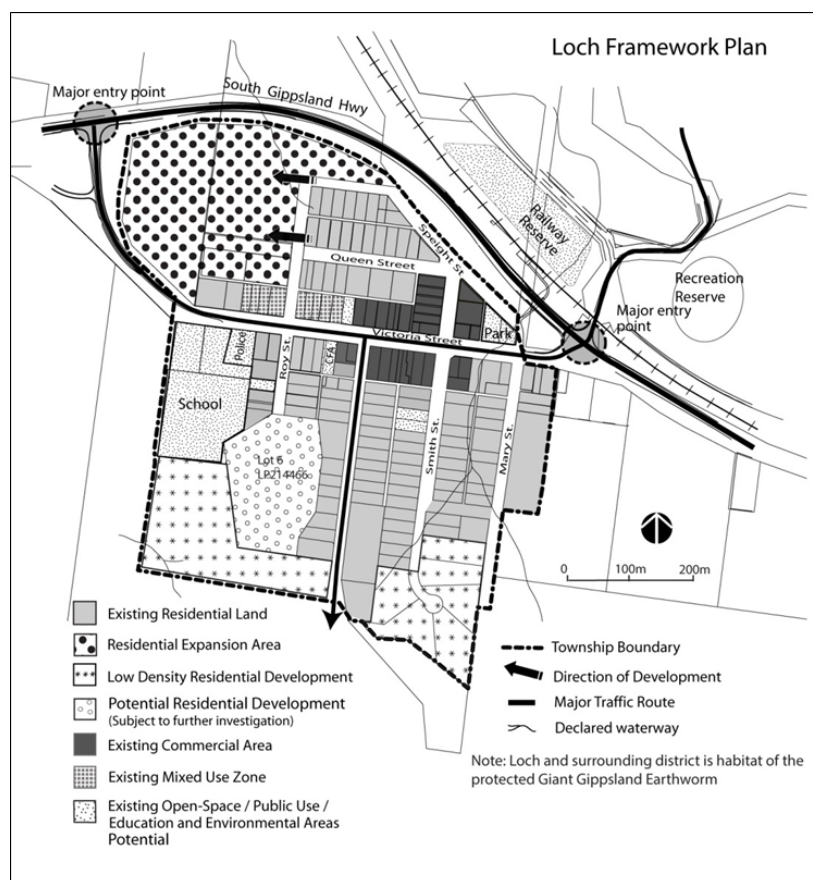 Loch Framework Plan
Major entry point
South Gippsland Hwy
Railway
Reserve
Speight St.
Queen Street
Recreation
Reserve
Major entry
point
Park
Victoria Street
Police
Roy St.
CFA
School
Smith St.
Mary St.
Lot 6
LP214466
0 100m 200m
Existing Residential Land
Residential Expansion Area
Low Density Residential Development
Potential Residential Development
(Subject to further investigation)
Existing Commercial Area
Existing Mixed Use Zone
Existing Open-Space / Public Use /
Education and Environmental Areas
Potential
Township Boundary
Direction of Development
Major Traffic Route
Declared waterway
Note: Loch and surrounding district is habitat of the
protected Giant Gippsland Earthworm